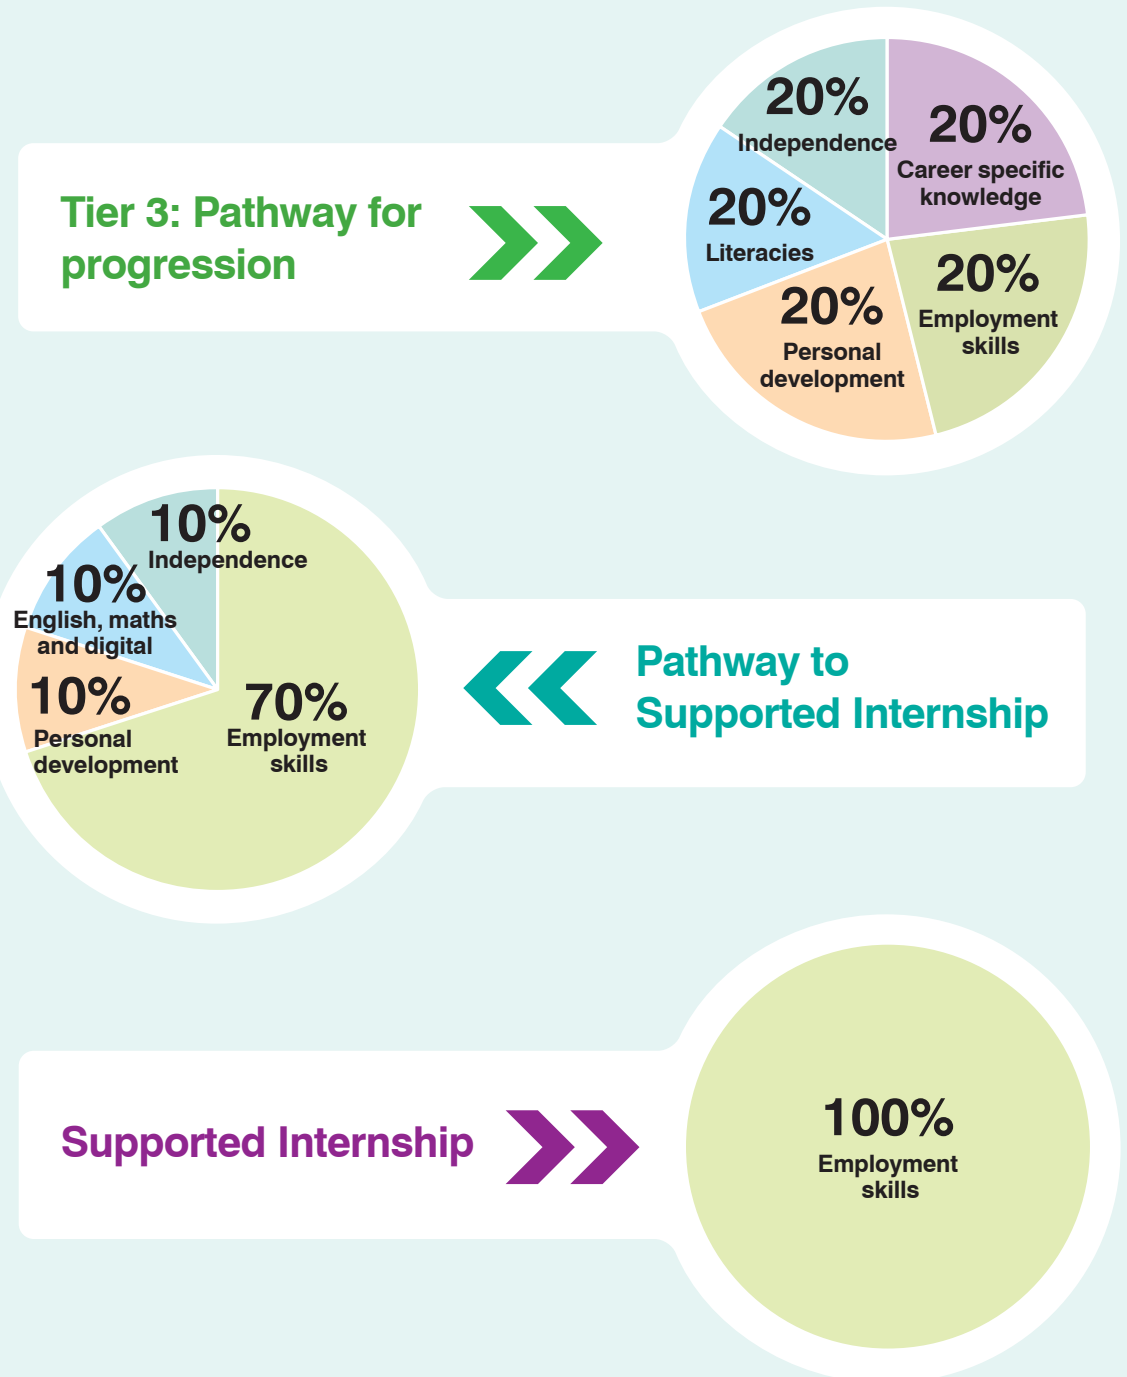 Tier 3: Pathway for
progression
20%
Independence
20%
Career specific
knowledge
20%
Literacies
20%
Employment
skills
20%
Personal
development
10%
Independence
10%
English, maths
and digital
10%
Personal
development
70%
Employment
skills
Pathway to
Supported Internship
Supported Internship
100%
Employment
skills